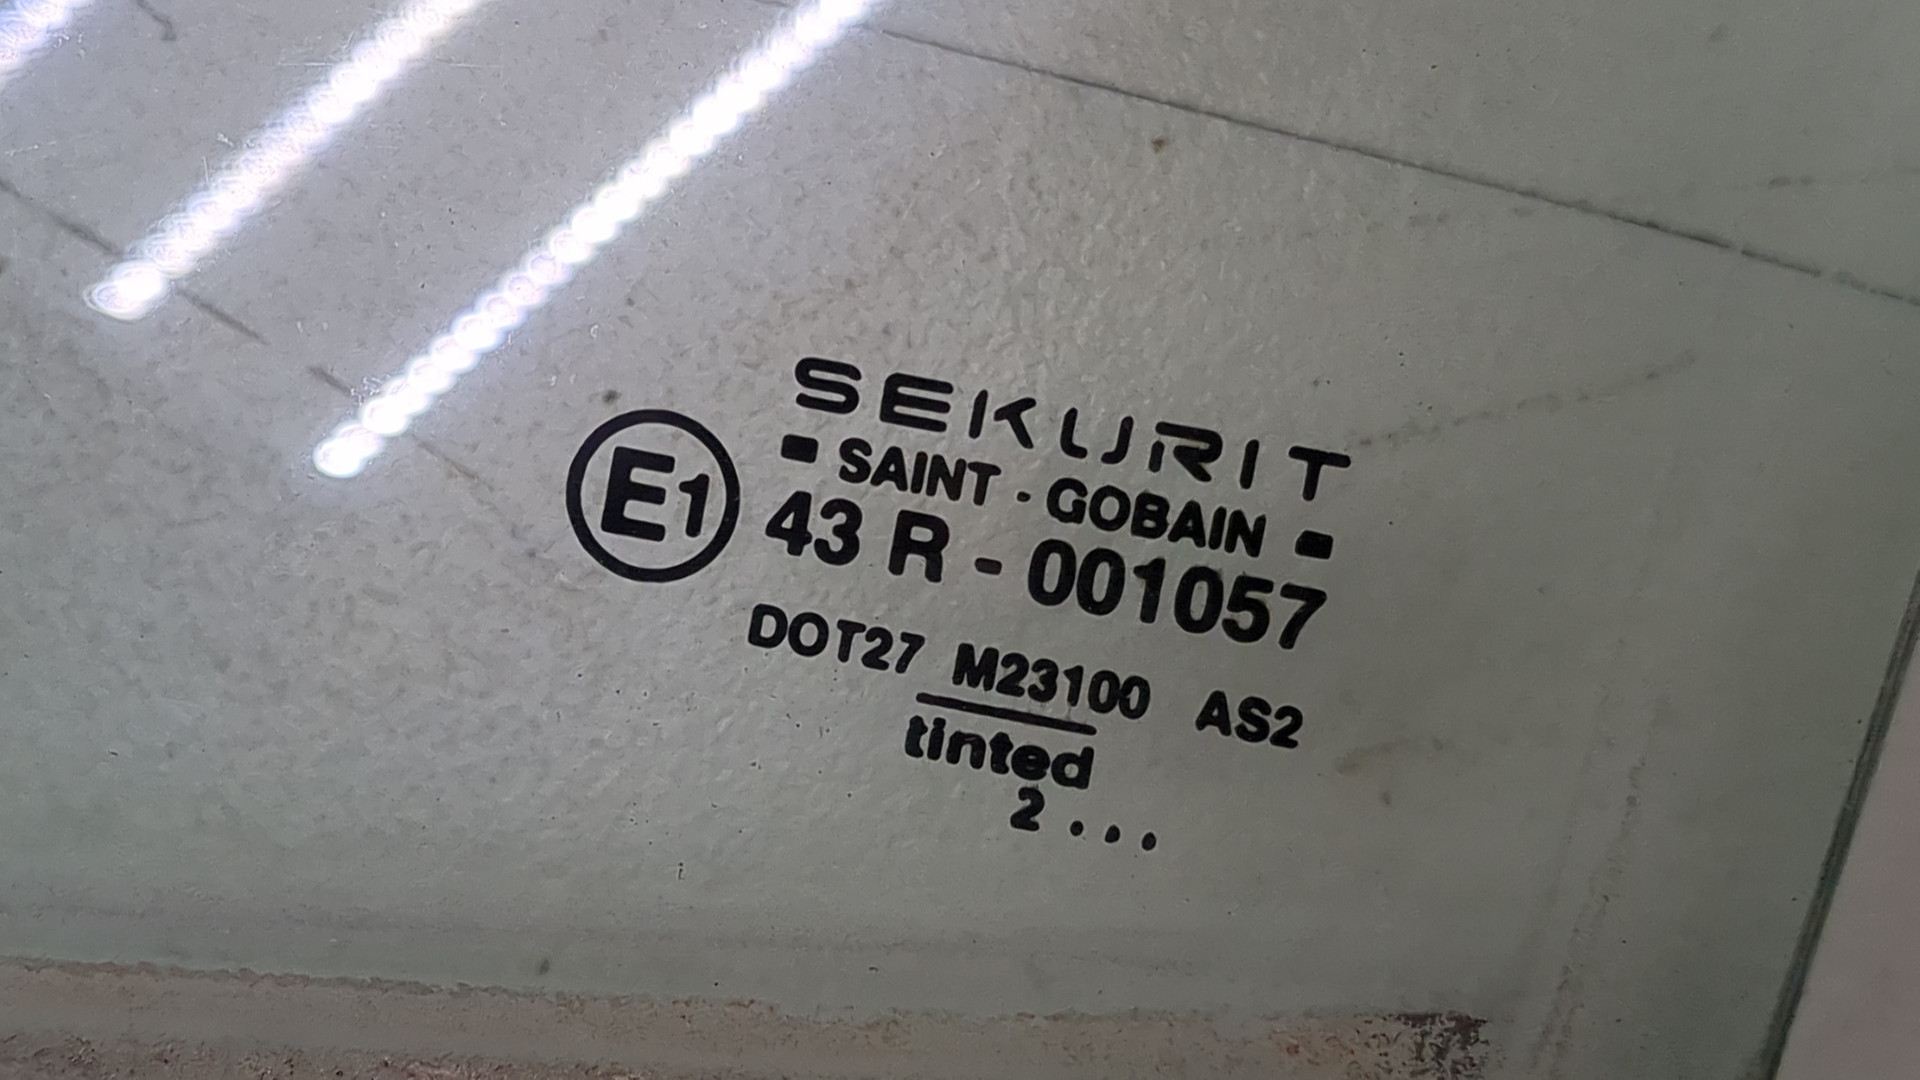 SEKURIT
SAINT - GOBAIN
E1 43 R - 001057
DOT27 M23100 AS2
tinted
2 . . .